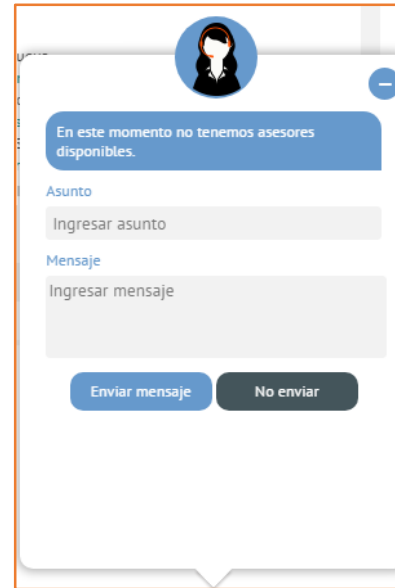 En este momento no tenemos asesores
disponibles.
Asunto
Ingresar asunto
Mensaje
Ingresar mensaje
Enviar mensaje
No enviar